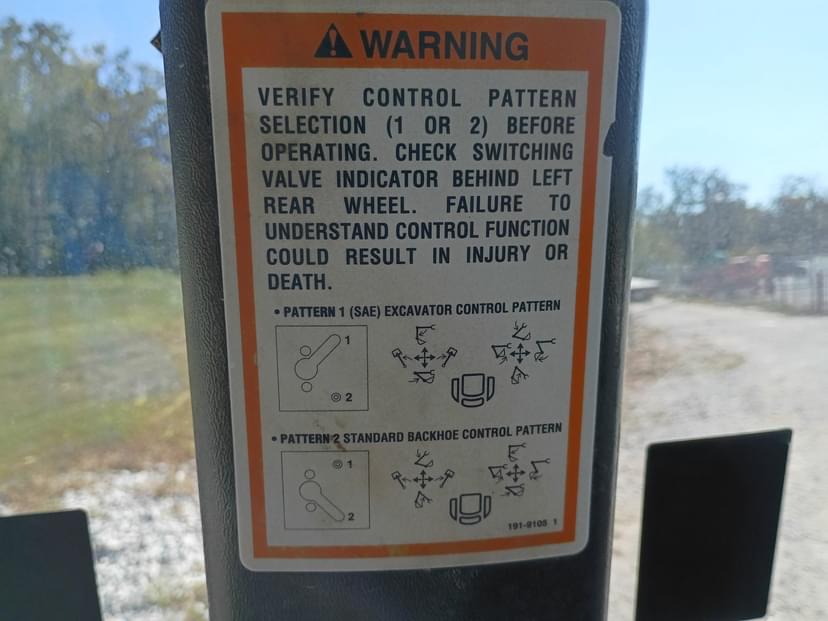 WARNING
VERIFY CONTROL PATTERN
SELECTION (1 OR 2) BEFORE
OPERATING. CHECK SWITCHING
VALVE INDICATOR BEHIND LEFT
REAR WHEEL. FAILURE TO
UNDERSTAND CONTROL FUNCTION
COULD RESULT IN INJURY OR
DEATH.
• PATTERN 1 (SAE) EXCAVATOR CONTROL PATTERN
1
2
• PATTERN 2 STANDARD BACKHOE CONTROL PATTERN
1
2
191-9105 1